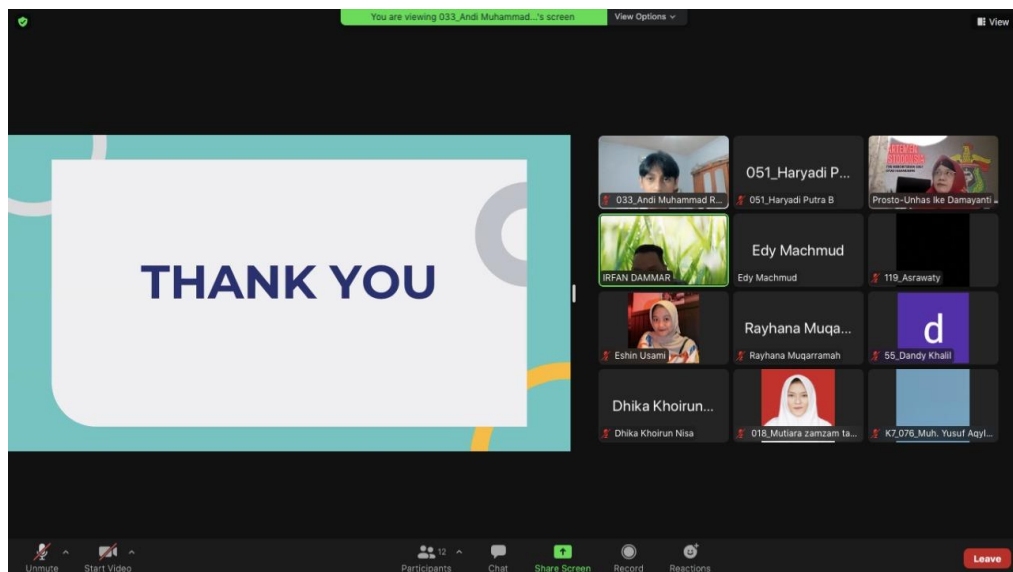 You are viewing 033_Andi Muhammad...'s screen
View Options
View
THANK YOU
033_Andi Muhammad R...
051_Haryadi P...
051_Haryadi Putra B
Prosto-Unhas Ike Damayanti
IRFAN DAMMAR
Edy Machmud
Edy Machmud
119_Asrawaty
Eshin Usami
Rayhana Muqa...
Rayhana Muqarramah
d
55_Dandy Khalil
Dhika Khoirun...
Dhika Khoirun Nisa
018_Mutiara zamzam ta...
K7_076_Muh. Yusuf Aqyl...
Unmute
Start Video
12
Participants
Chat
Share Screen
Record
Reactions
Leave